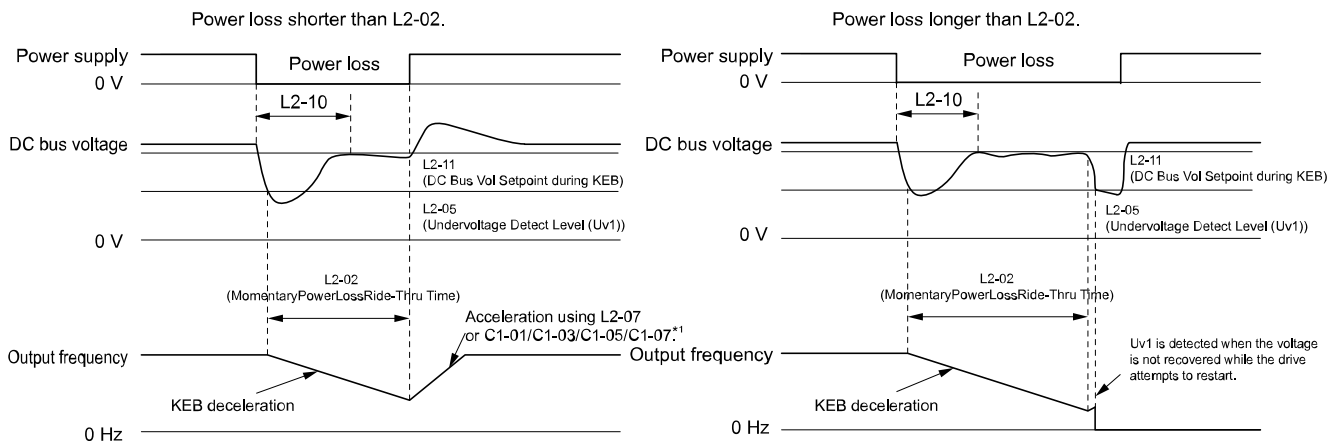 Power loss shorter than L2-02.
Power supply
Power loss
0 V
L2-10
DC bus voltage
L2-11
(DC Bus Vol Setpoint during KEB)
L2-05
(Undervoltage Detect Level (Uv1))
0 V
L2-02
(MomentaryPowerLossRide-Thru Time)
Acceleration using L2-07
or C1-01/C1-03/C1-05/C1-07.*1
Output frequency
KEB deceleration
0 Hz
Power loss longer than L2-02.
Power supply
Power loss
0 V
L2-10
DC bus voltage
L2-11
(DC Bus Vol Setpoint during KEB)
L2-05
(Undervoltage Detect Level (Uv1))
0 V
L2-02
(MomentaryPowerLossRide-Thru Time)
Output frequency
Uv1 is detected when the voltage
is not recovered while the drive
attempts to restart.
KEB deceleration
0 Hz